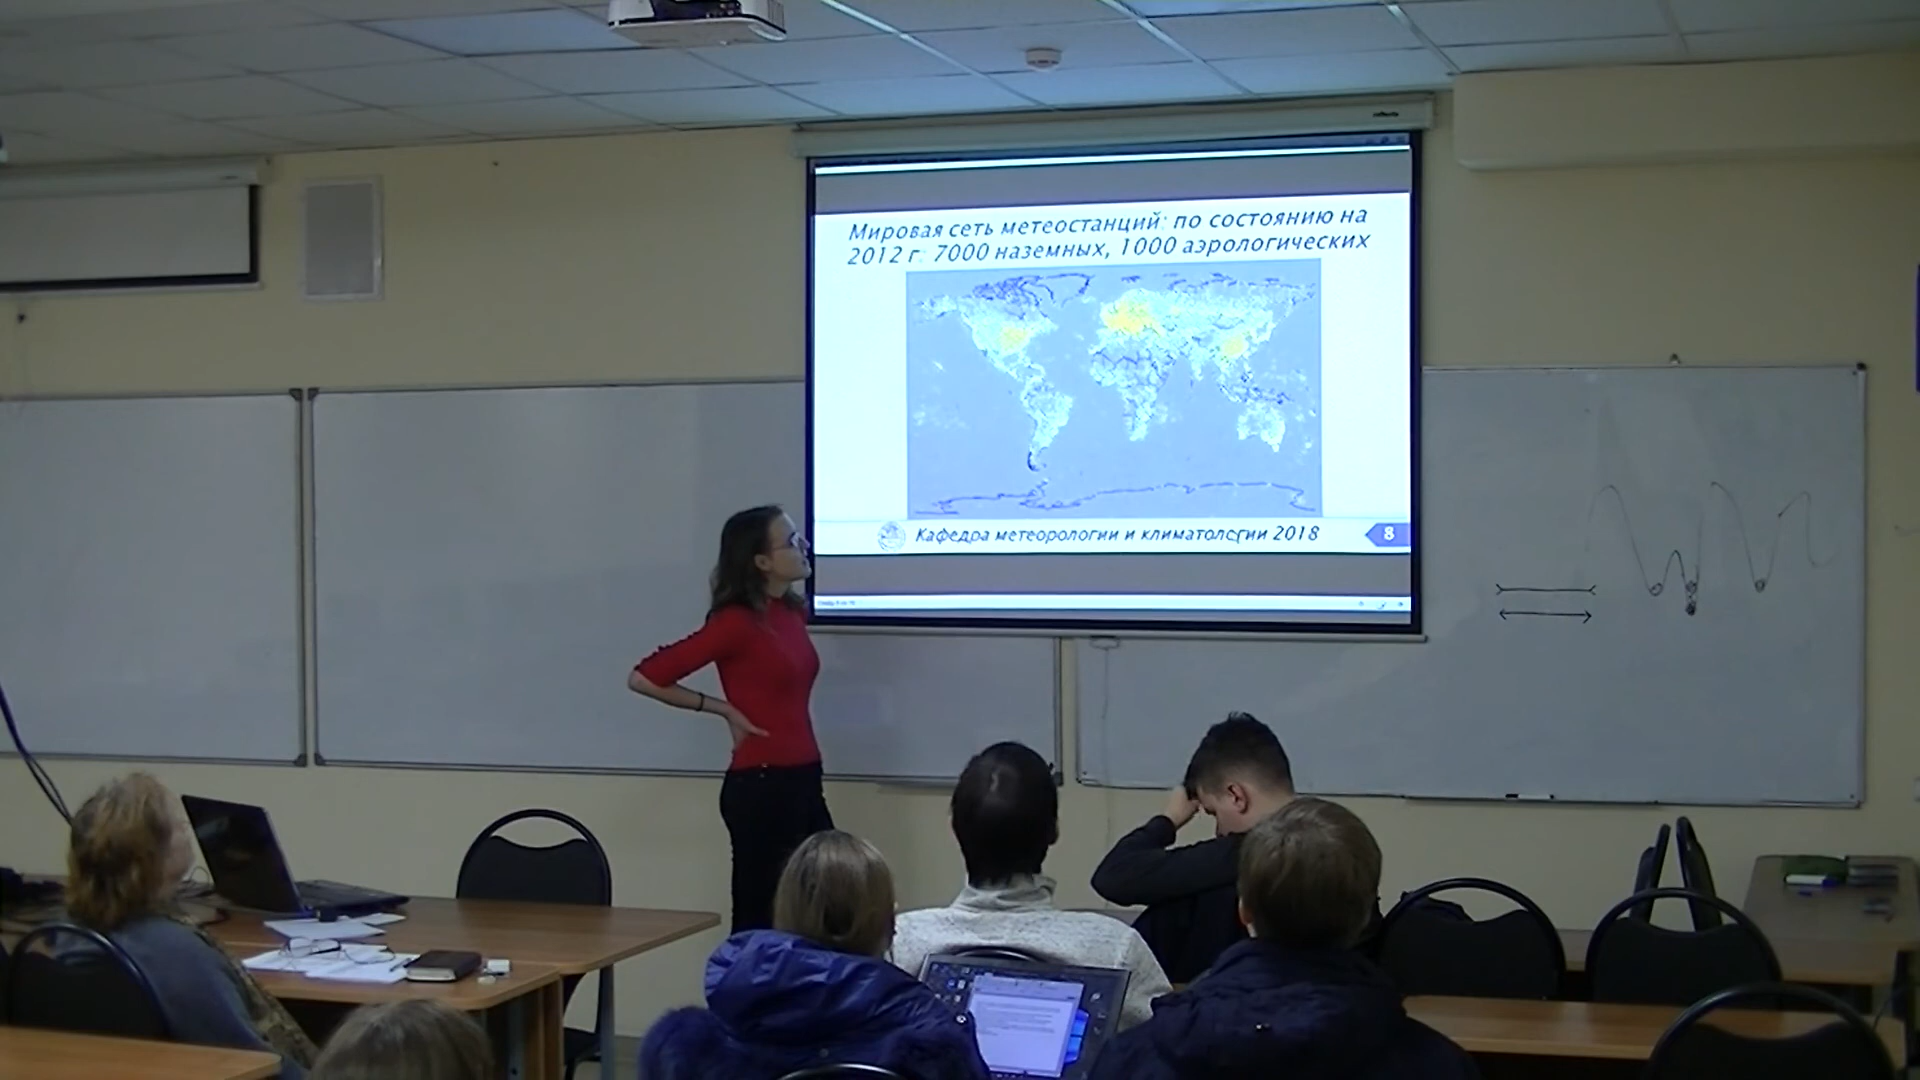 Мировая сеть метеостанций: по состоянию на
2012 г: 7000 наземных, 1000 аэрологических
Кафедра метеорологии и климатологии 2018
8